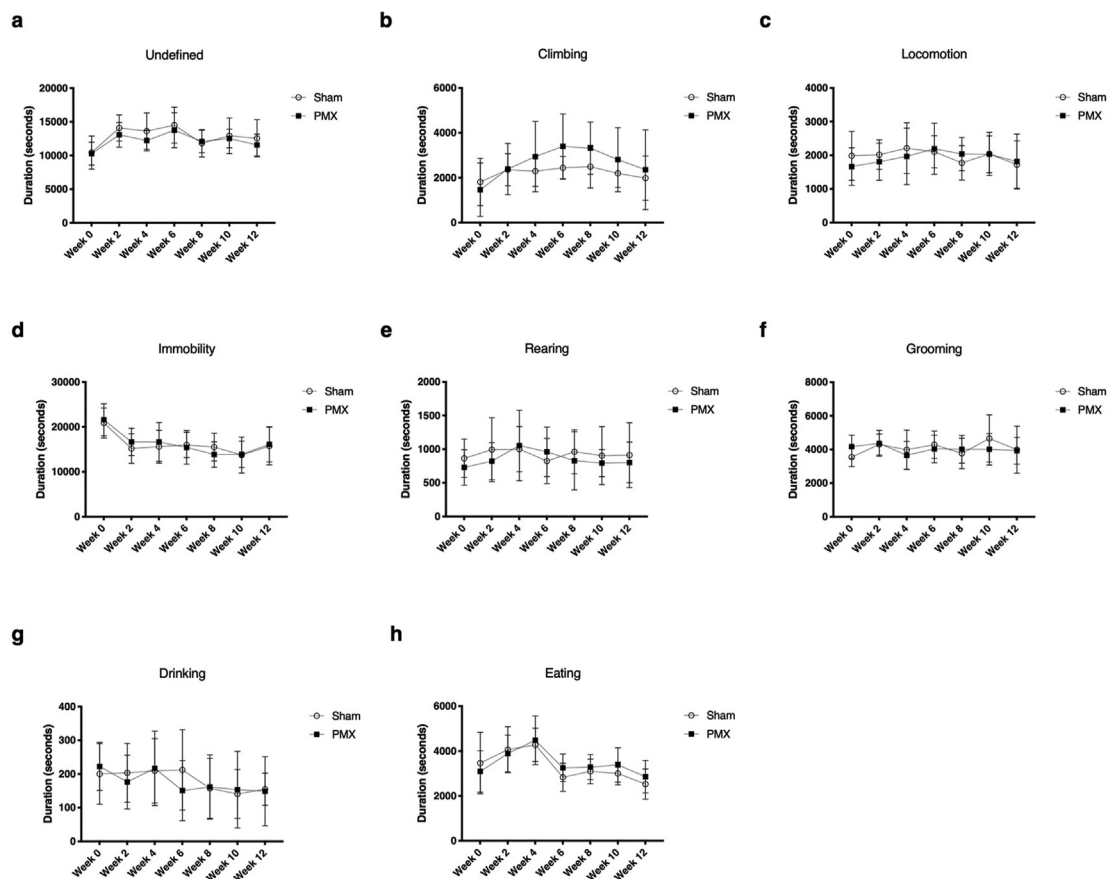 a
Undefined
Duration (seconds)
20000
15000
10000
5000
0
Week 0
Week 2
Week 4
Week 6
Week 8
Week 10
Week 12
Sham
PMX
b
Climbing
Duration (seconds)
6000
4000
2000
0
Week 0
Week 2
Week 4
Week 6
Week 8
Week 10
Week 12
Sham
PMX
c
Locomotion
Duration (seconds)
4000
3000
2000
1000
0
Week 0
Week 2
Week 4
Week 6
Week 8
Week 10
Week 12
Sham
PMX
d
Immobility
Duration (seconds)
30000
20000
10000
0
Week 0
Week 2
Week 4
Week 6
Week 8
Week 10
Week 12
Sham
PMX
e
Rearing
Duration (seconds)
2000
1500
1000
500
0
Week 0
Week 2
Week 4
Week 6
Week 8
Week 10
Week 12
Sham
PMX
f
Grooming
Duration (seconds)
8000
6000
4000
2000
0
Week 0
Week 2
Week 4
Week 6
Week 8
Week 10
Week 12
Sham
PMX
g
Drinking
Duration (seconds)
400
300
200
100
0
Week 0
Week 2
Week 4
Week 6
Week 8
Week 10
Week 12
Sham
PMX
h
Eating
Duration (seconds)
6000
4000
2000
0
Week 0
Week 2
Week 4
Week 6
Week 8
Week 10
Week 12
Sham
PMX